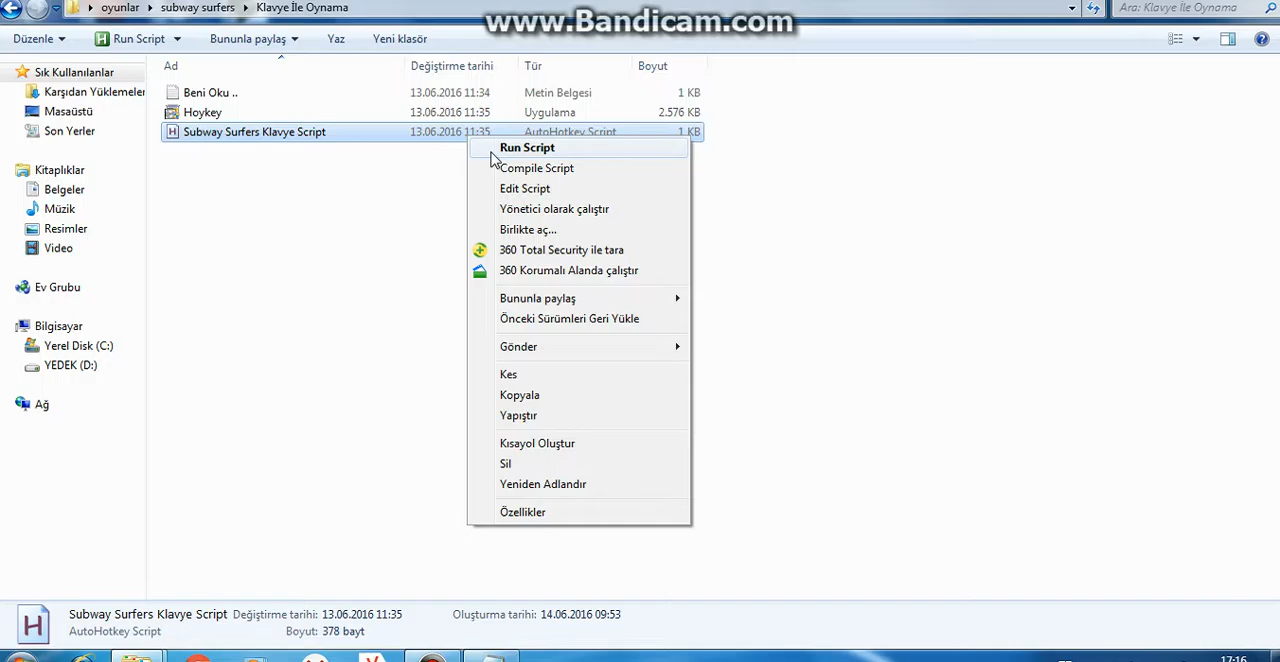 www.Bandicam.com
oyunlar subway surfers Klavye İle Oynama
Ara: Klavye İle Oynama
Düzenle Run Script Bununla paylaş Yaz Yeni klasör
Sık Kullanılanlar
Karşıdan Yüklemeler
Masaüstü
Son Yerler
Kitaplıklar
Belgeler
Müzik
Resimler
Video
Ev Grubu
Bilgisayar
Yerel Disk (C:)
YEDEK (D:)
Ağ
Ad Değiştirme tarihi Tür Boyut
Beni Oku .. 13.06.2016 11:34 Metin Belgesi 1 KB
Hoykey 13.06.2016 11:35 Uygulama 2.576 KB
Subway Surfers Klavye Script 13.06.2016 11:35 AutoHotkey Script 1 KB
Run Script
Compile Script
Edit Script
Yönetici olarak çalıştır
Birlikte aç...
360 Total Security ile tara
360 Korumalı Alanda çalıştır
Bununla paylaş
Önceki Sürümleri Geri Yükle
Gönder
Kes
Kopyala
Yapıştır
Kısayol Oluştur
Sil
Yeniden Adlandır
Özellikler
Subway Surfers Klavye Script Değiştirme tarihi: 13.06.2016 11:35 Oluşturma tarihi: 14.06.2016 09:53
AutoHotkey Script Boyut: 378 bayt
17:16